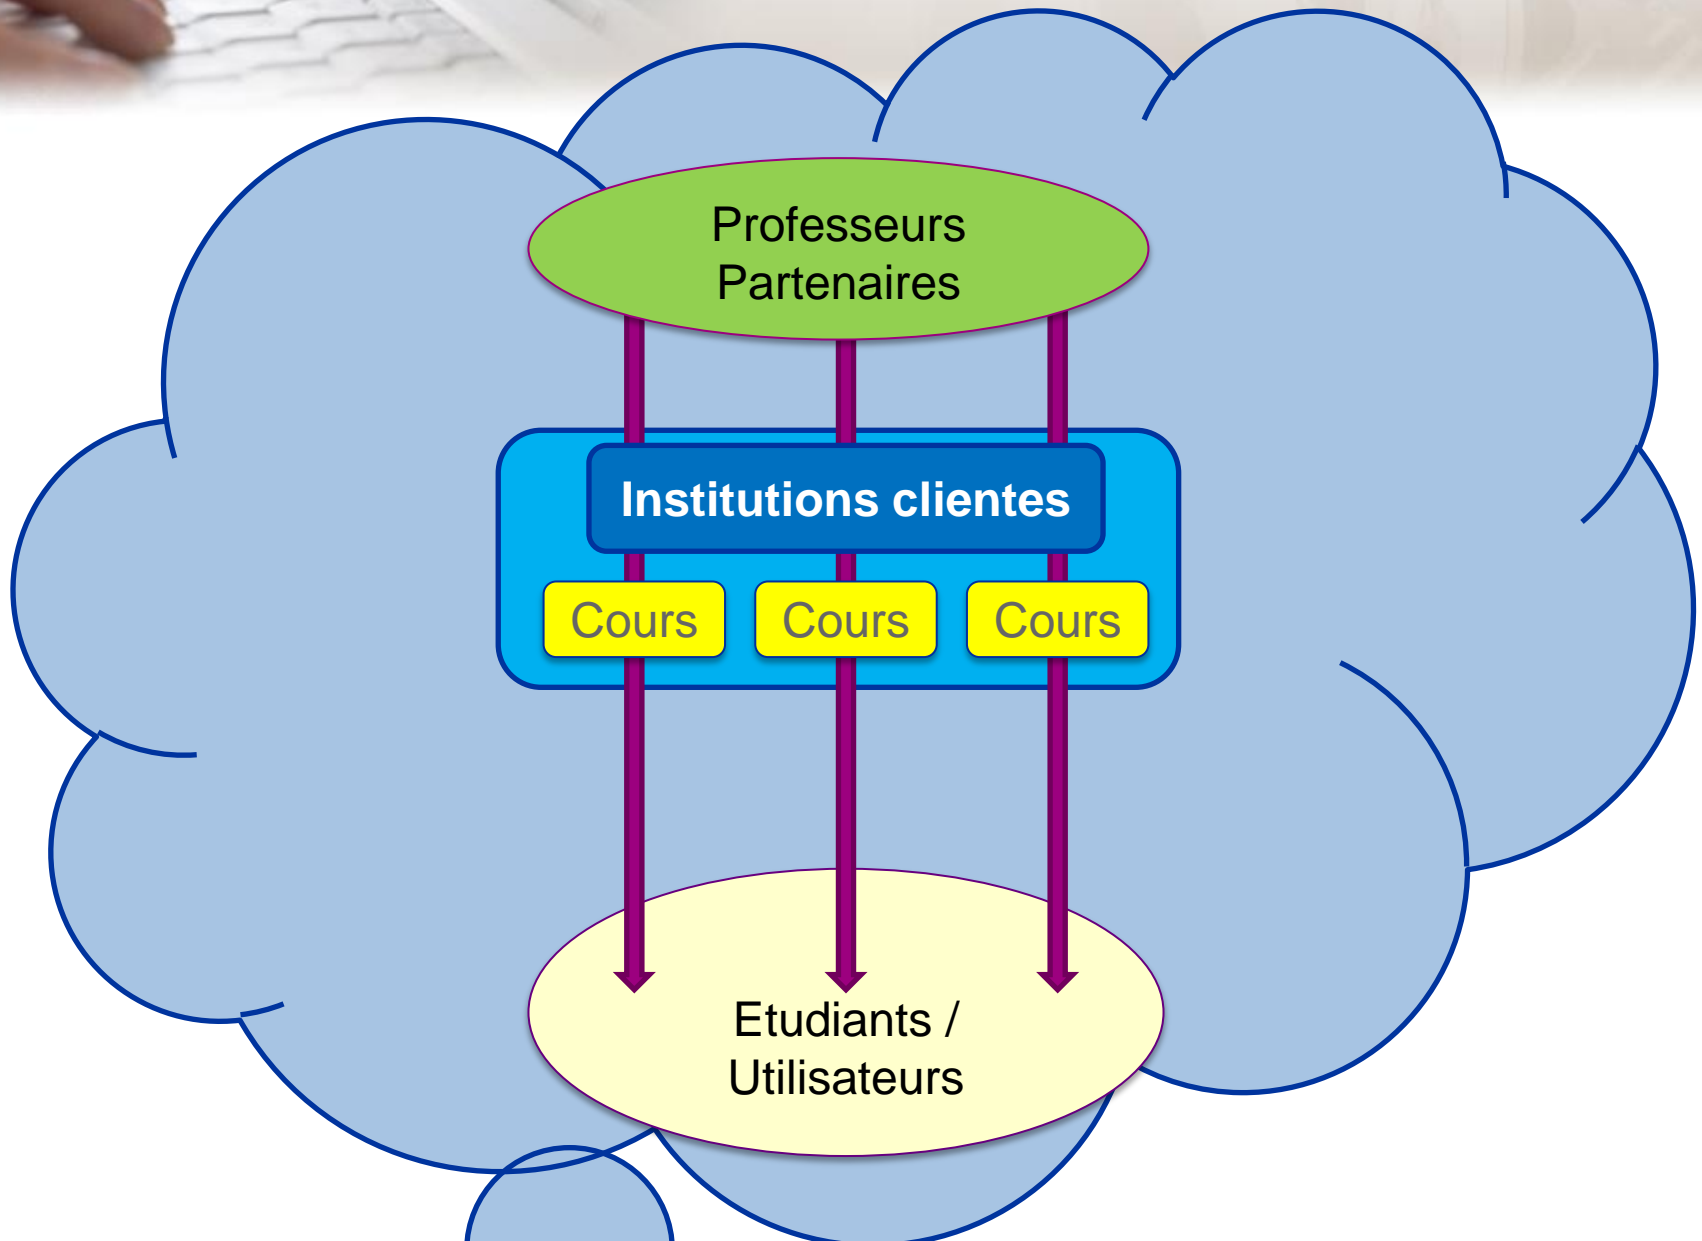 Professeurs
Partenaires
Institutions clientes
Cours Cours Cours
Etudiants /
Utilisateurs